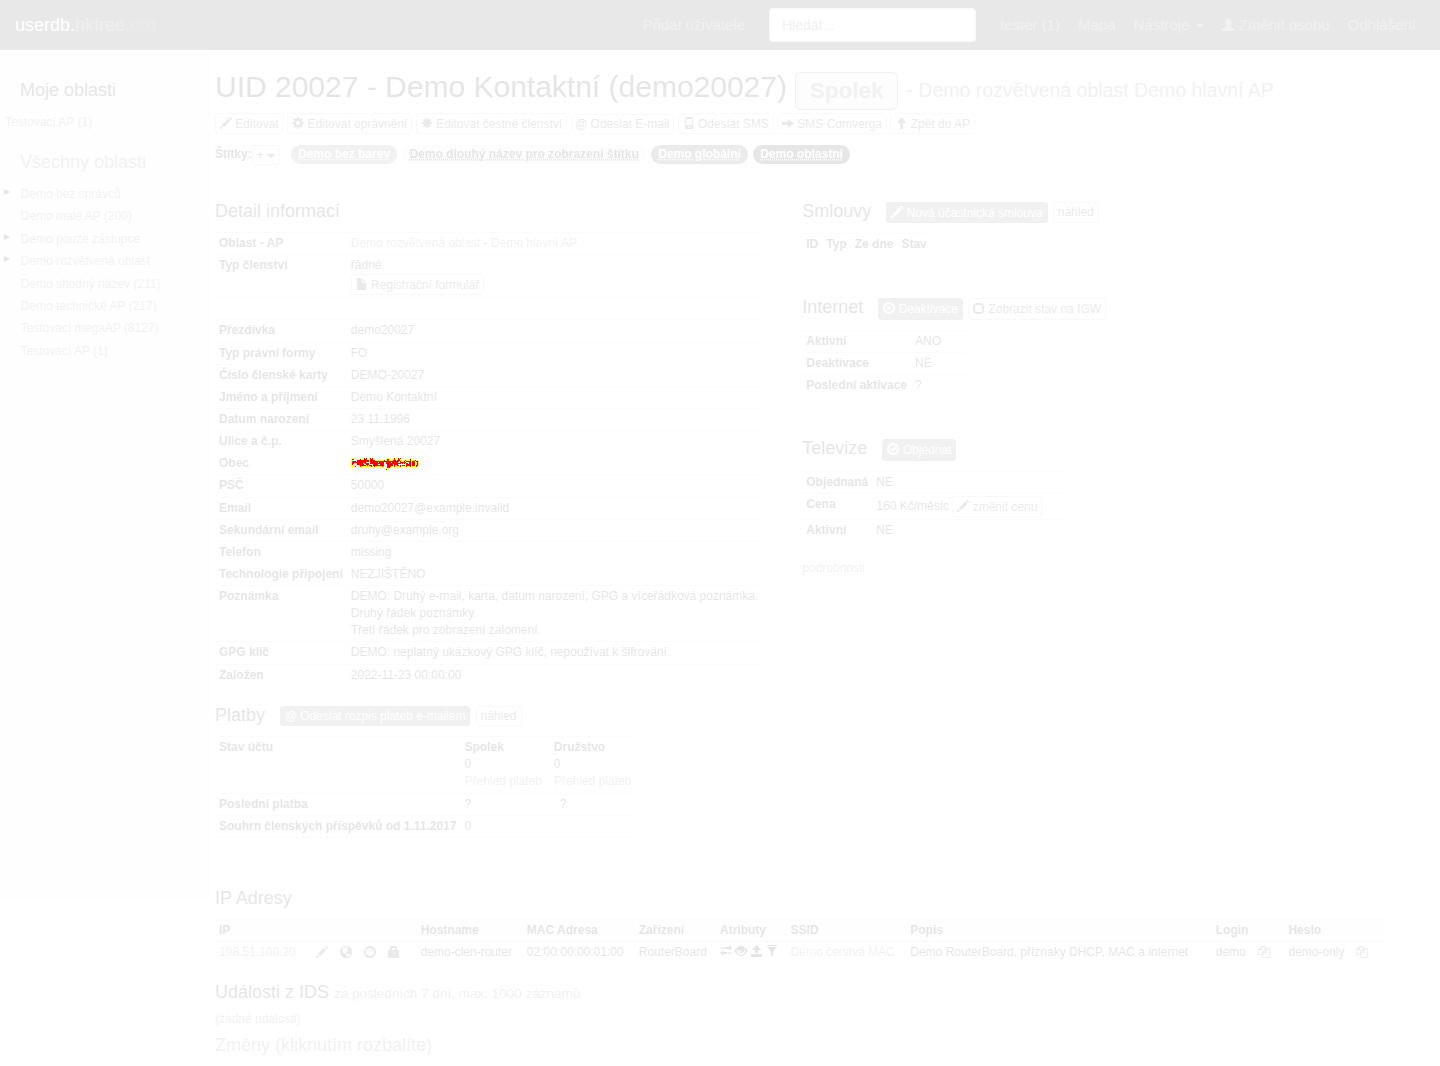 userdb.hkfree.org
Přidat uživatele
Hledat...
tester (1) Mapa Nástroje Změnit osobu Odhlášení
Moje oblasti
Testovací AP (1)
Všechny oblasti
Demo bez správců
Demo malé AP (200)
Demo pouze zástupce
Demo rozvětvená oblast
Demo shodný název (211)
Demo technické AP (217)
Testovací megaAP (8127)
Testovací AP (1)
UID 20027 - Demo Kontaktní (demo20027) Spolek - Demo rozvětvená oblast Demo hlavní AP
Editovat Editovat oprávnění Editovat čestné členství @ Odeslat E-mail Odeslat SMS SMS Comverga Zpět do AP
Štítky: + Demo bez barev Demo dlouhý název pro zobrazení štítku Demo globální Demo oblastní
Detail informací
Oblast - AP Demo rozvětvená oblast - Demo hlavní AP
Typ členství řádné
Registrační formulář
Přezdívka demo20027
Typ právní formy FO
Číslo členské karty DEMO-20027
Jméno a příjmení Demo Kontaktní
Datum narození 23.11.1996
Ulice a č.p. Smyšlená 20027
Obec
PSČ 50000
Email demo20027@example.invalid
Sekundární email druhy@example.org
Telefon missing
Technologie připojení NEZJIŠTĚNO
Poznámka DEMO: Druhý e-mail, karta, datum narození, GPG a víceřádková poznámka.
Druhý řádek poznámky.
Třetí řádek pro zobrazení zalomení.
GPG klíč DEMO: neplatný ukázkový GPG klíč, nepoužívat k šifrování.
Založen 2022-11-23 00:00:00
Smlouvy Nová účastnická smlouva náhled
ID Typ Ze dne Stav
Internet Deaktivace Zobrazit stav na IGW
Aktivní ANO
Deaktivace NE
Poslední aktivace ?
Televize Objednat
Objednaná NE
Cena 160 Kč/měsíc změnit cenu
Aktivní NE
podrobnosti
Platby @ Odeslat rozpis plateb e-mailem náhled
Stav účtu Spolek Družstvo
0 0
Přehled plateb Přehled plateb
Poslední platba ? ?
Souhrn členských příspěvků od 1.11.2017 0
IP Adresy
IP Hostname MAC Adresa Zařízení Atributy SSID Popis Login Heslo
198.51.100.20 demo-clen-router 02:00:00:00:01:00 RouterBoard Demo čerstvá MAC Demo RouterBoard, příznaky DHCP, MAC a internet demo demo-only
Události z IDS za posledních 7 dní, max. 1000 záznamů
(žádné události)
Změny (kliknutím rozbalíte)